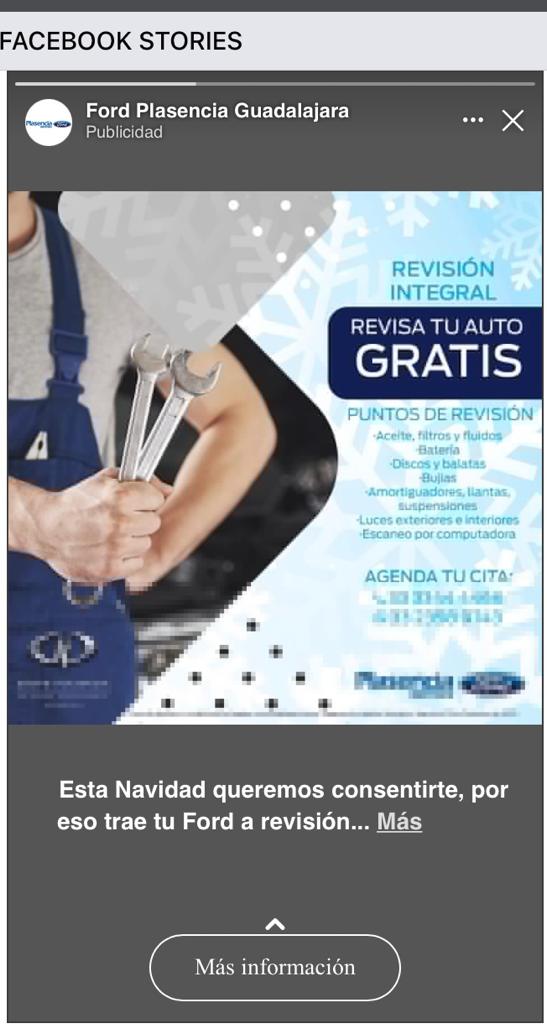 FACEBOOK STORIES
Ford Plasencia Guadalajara
Publicidad
REVISIÓN
INTEGRAL
REVISA TU AUTO
GRATIS
PUNTOS DE REVISIÓN
·Aceite, filtros y fluidos
·Batería
·Discos y balatas
·Bujías
·Amortiguadores, llantas,
suspensiones
·Luces exteriores e interiores
·Escaneo por computadora
AGENDA TU CITA:
Plasencia Ford
Esta Navidad queremos consentirte, por
eso trae tu Ford a revisión... Más
Más información